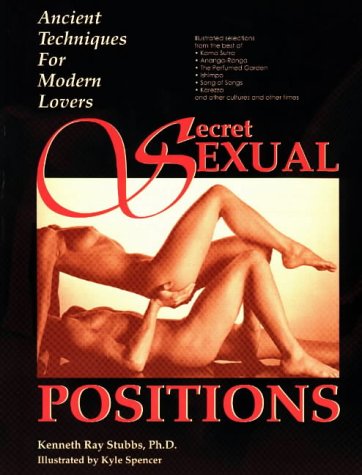 Ancient
Techniques
For
Modern
Lovers
Illustrated selections
from the best of
• Kama Sutra
• Ananga-Ranga
• The Perfumed Garden
• Ishimpo
• Song of Songs
• Karezza
and other cultures and other times
Secret
SEXUAL
POSITIONS
Kenneth Ray Stubbs, Ph.D.
Illustrated by Kyle Spencer